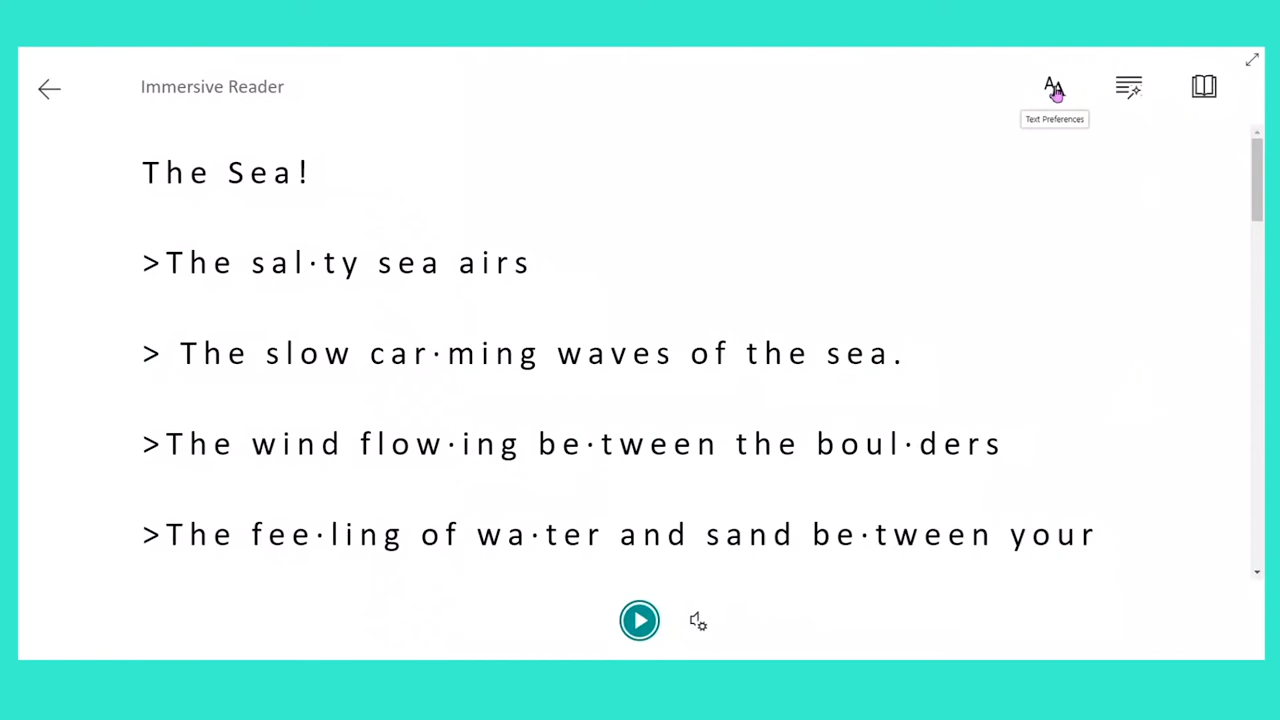 Immersive Reader
Text Preferences
The Sea!
>The sal·ty sea airs
> The slow car·ming waves of the sea.
>The wind flow·ing be·tween the boul·ders
>The fee·ling of wa·ter and sand be·tween your